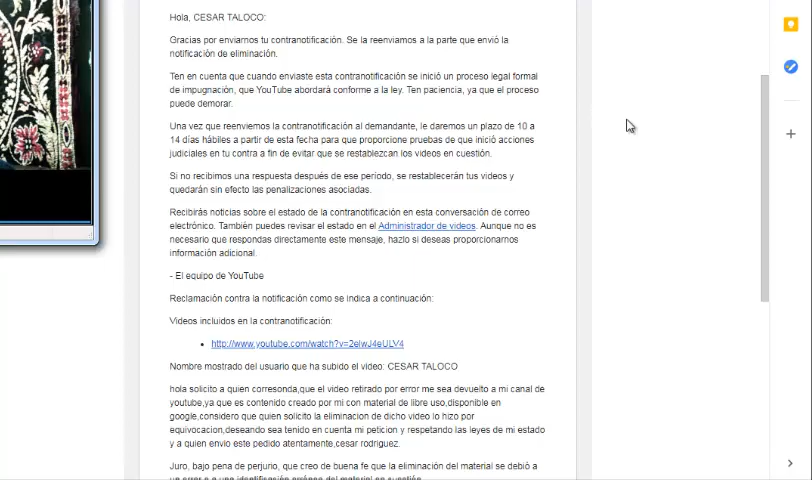 Hola, CESAR TALOCO:
Gracias por enviarnos tu contranotificación. Se la reenviamos a la parte que envió la
notificación de eliminación.
Ten en cuenta que cuando enviaste esta contranotificación se inició un proceso legal formal
de impugnación, que YouTube abordará conforme a la ley. Ten paciencia, ya que el proceso
puede demorar.
Una vez que reenviemos la contranotificación al demandante, le daremos un plazo de 10 a
14 días hábiles a partir de esta fecha para que proporcione pruebas de que inició acciones
judiciales en tu contra a fin de evitar que se restablezcan los videos en cuestión.
Si no recibimos una respuesta después de ese período, se restablecerán tus videos y
quedarán sin efecto las penalizaciones asociadas.
Recibirás noticias sobre el estado de la contranotificación en esta conversación de correo
electrónico. También puedes revisar el estado en el Administrador de videos. Aunque no es
necesario que respondas directamente este mensaje, hazlo si deseas proporcionarnos
información adicional.
- El equipo de YouTube
Reclamación contra la notificación como se indica a continuación:
Videos incluidos en la contranotificación:
• http://www.youtube.com/watch?v=2eIwJ4eULV4
Nombre mostrado del usuario que ha subido el video: CESAR TALOCO
hola solicito a quien corresonda,que el video retirado por error me sea devuelto a mi canal de
youtube,ya que es contenido creado por mi con material de libre uso,disponible en
google,considero que quien solicito la eliminacion de dicho video lo hizo por
equivocacion,deseando sea tenido en cuenta mi peticion y respetando las leyes de mi estado
y a quien envio este pedido atentamente,cesar rodriguez.
Juro, bajo pena de perjurio, que creo de buena fe que la eliminación del material se debió a
un error o a una identificación errónea del material en cuestión.